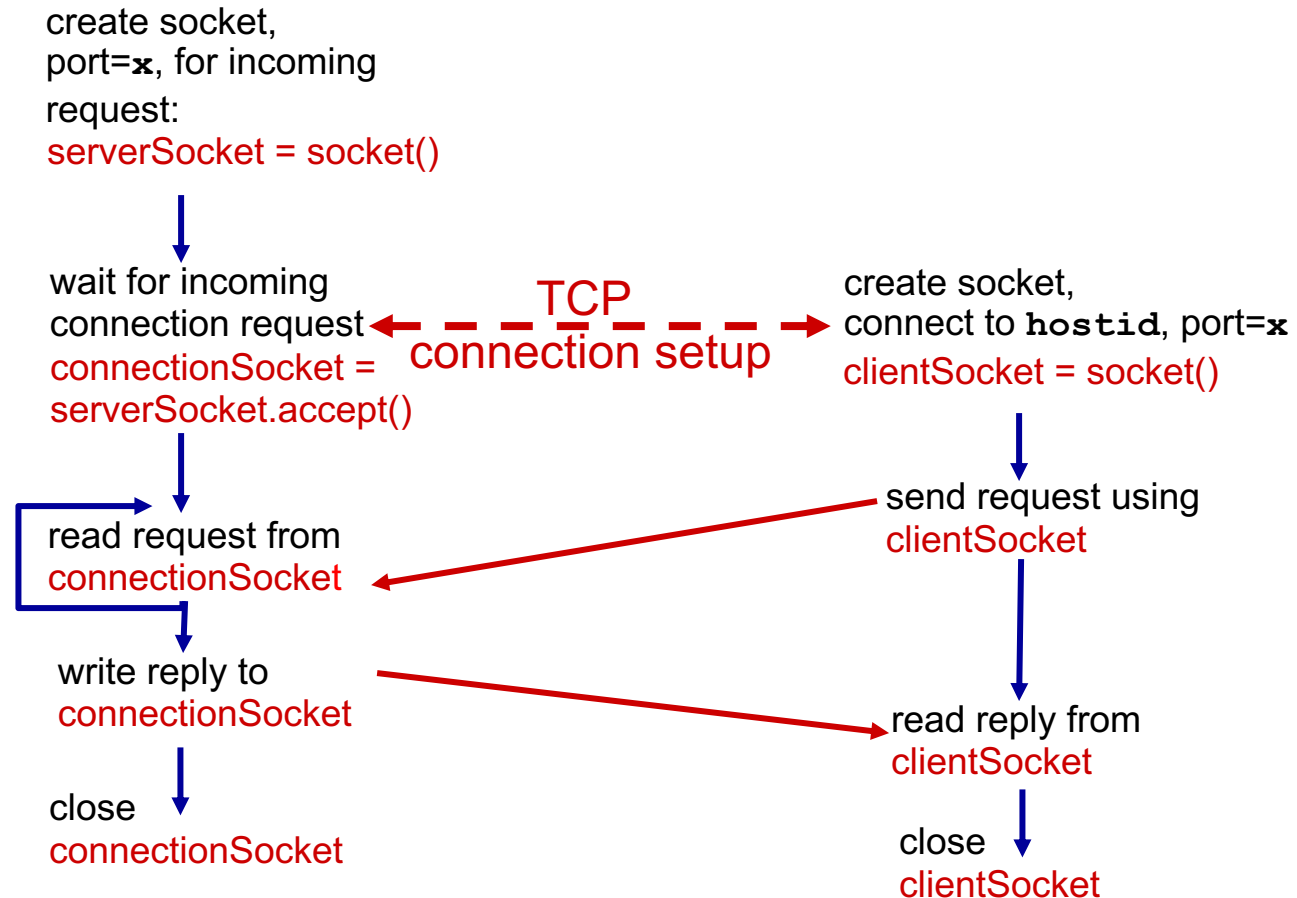 create socket,
port=x, for incoming
request:
serverSocket = socket()
wait for incoming
connection request
connectionSocket =
serverSocket.accept()
TCP
connection setup
create socket,
connect to hostid, port=x
clientSocket = socket()
send request using
clientSocket
read request from
connectionSocket
write reply to
connectionSocket
read reply from
clientSocket
close
connectionSocket
close
clientSocket